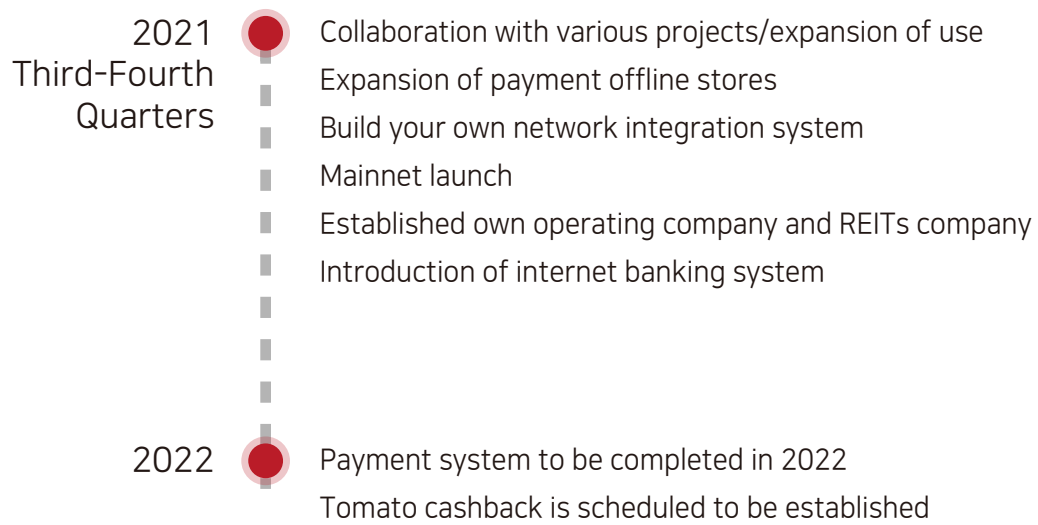 2021
Third-Fourth
Quarters
Collaboration with various projects/expansion of use
Expansion of payment offline stores
Build your own network integration system
Mainnet launch
Established own operating company and REITs company
Introduction of internet banking system
2022
Payment system to be completed in 2022
Tomato cashback is scheduled to be established